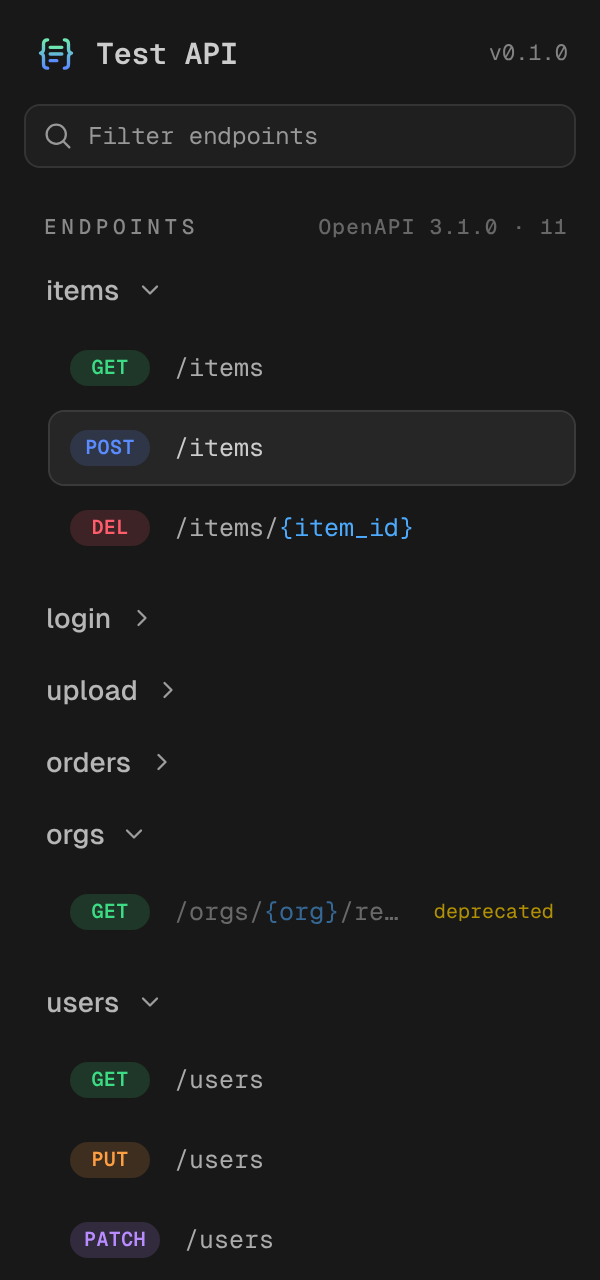 Test API v0.1.0
Filter endpoints
ENDPOINTS OpenAPI 3.1.0 · 11
items
GET /items
POST /items
DEL /items/{item_id}
login
upload
orders
orgs
GET /orgs/{org}/re… deprecated
users
GET /users
PUT /users
PATCH /users